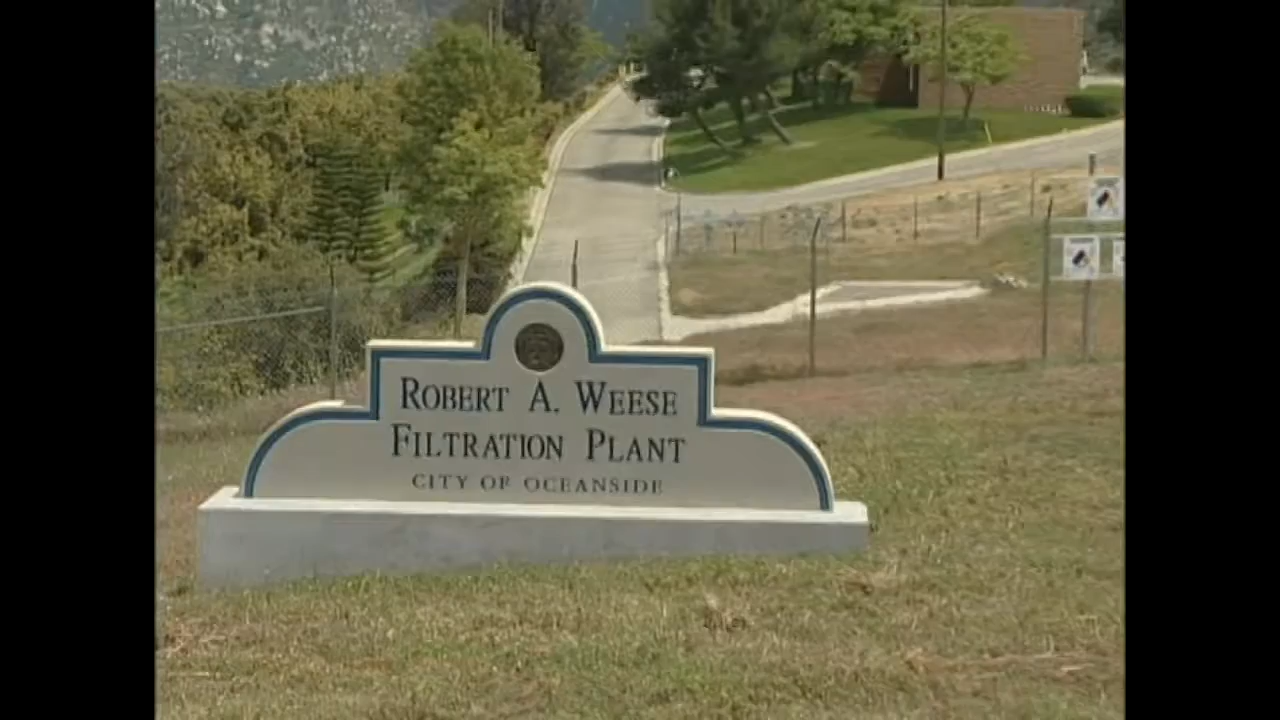 ROBERT A. WEESE
FILTRATION PLANT
CITY OF OCEANSIDE